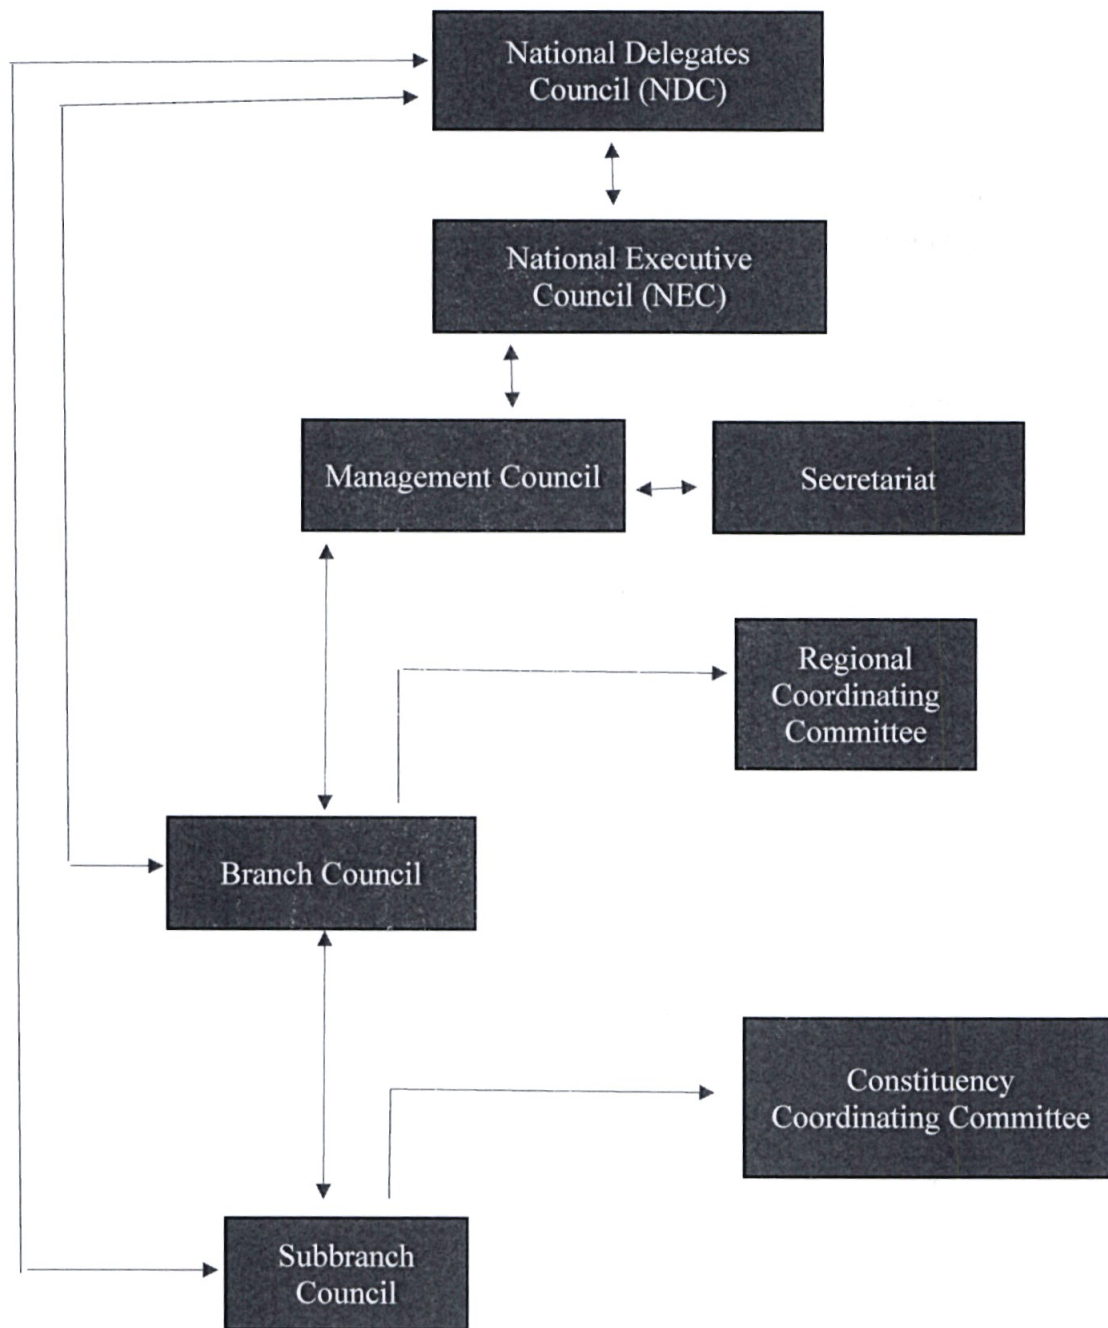 National Delegates
Council (NDC)
National Executive
Council (NEC)
Management Council
Secretariat
Regional
Coordinating
Committee
Branch Council
Constituency
Coordinating Committee
Subbranch
Council